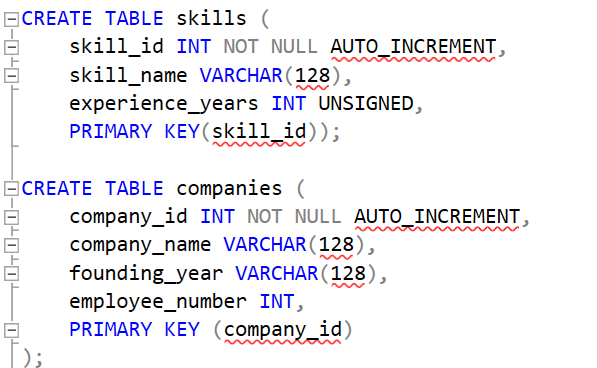 CREATE TABLE skills (
skill_id INT NOT NULL AUTO_INCREMENT,
skill_name VARCHAR(128),
experience_years INT UNSIGNED,
PRIMARY KEY(skill_id));
CREATE TABLE companies (
company_id INT NOT NULL AUTO_INCREMENT,
company_name VARCHAR(128),
founding_year VARCHAR(128),
employee_number INT,
PRIMARY KEY (company_id)
);